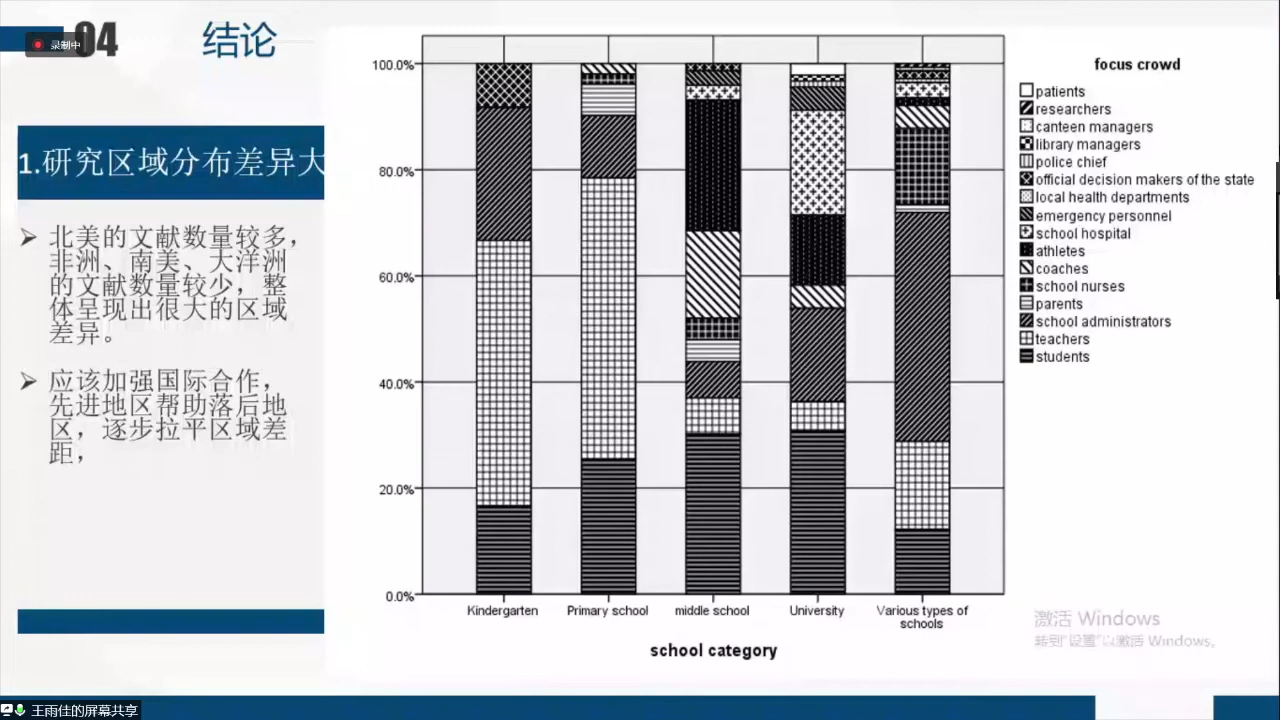 录制中
04
结论
1.研究区域分布差异大
➢ 北美的文献数量较多，
非洲、南美、大洋洲
的文献数量较少，整
体呈现出很大的区域
差异。
➢ 应该加强国际合作，
先进地区帮助落后地
区，逐步拉平区域差
距，
100.0%
80.0%
60.0%
40.0%
20.0%
0.0%
Kindergarten
Primary school
middle school
University
Various types of
schools
school category
focus crowd
patients
researchers
canteen managers
library managers
police chief
official decision makers of the state
local health departments
emergency personnel
school hospital
athletes
coaches
school nurses
parents
school administrators
teachers
students
激活 Windows
转到"设置"以激活 Windows。
王雨佳的屏幕共享